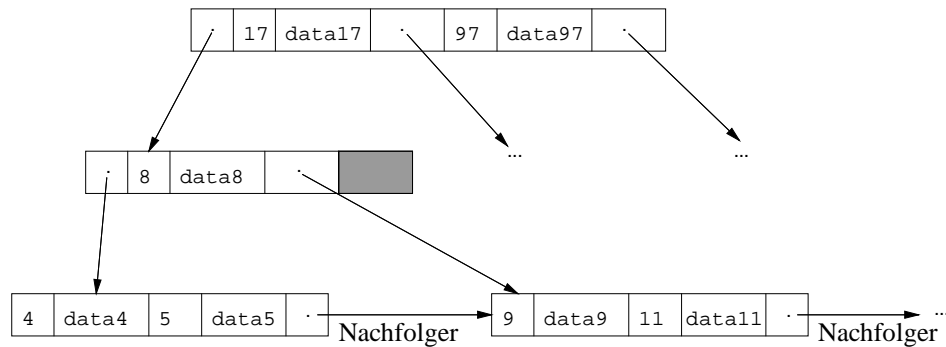 . 17 data17 . 97 data97 .
... ...
. 8 data8 .
4 data4 5 data5 . 9 data9 11 data11 . ...
Nachfolger Nachfolger